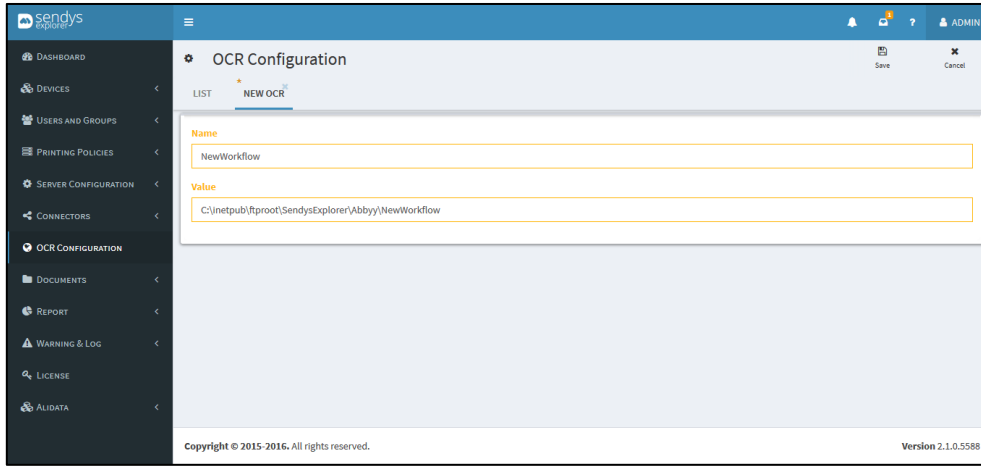 sendys
explorer
1
?
ADMIN
DASHBOARD
DEVICES
USERS AND GROUPS
PRINTING POLICIES
SERVER CONFIGURATION
CONNECTORS
OCR CONFIGURATION
DOCUMENTS
REPORT
WARNING & LOG
LICENSE
ALIDATA
OCR Configuration
Save
Cancel
LIST
* NEW OCR x
Name
NewWorkflow
Value
C:\inetpub\ftproot\SendysExplorer\Abbyy\NewWorkflow
Copyright © 2015-2016. All rights reserved.
Version 2.1.0.5588